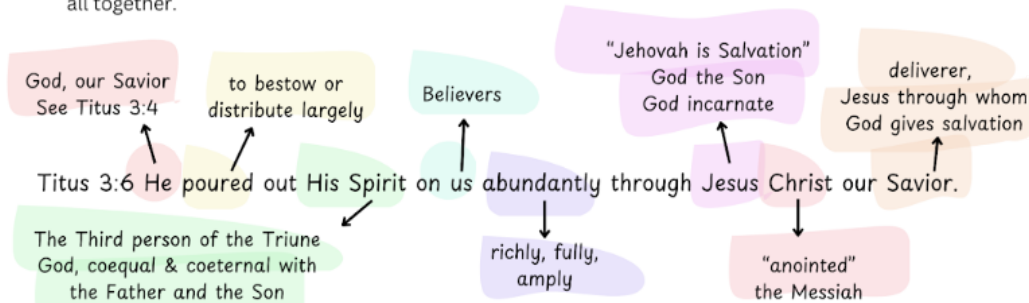 all together.
God, our Savior
See Titus 3:4
to bestow or
distribute largely
Believers
"Jehovah is Salvation"
God the Son
God incarnate
deliverer,
Jesus through whom
God gives salvation
Titus 3:6 He poured out His Spirit on us abundantly through Jesus Christ our Savior.
The Third person of the Triune
God, coequal & coeternal with
the Father and the Son
richly, fully,
amply
"anointed"
the Messiah